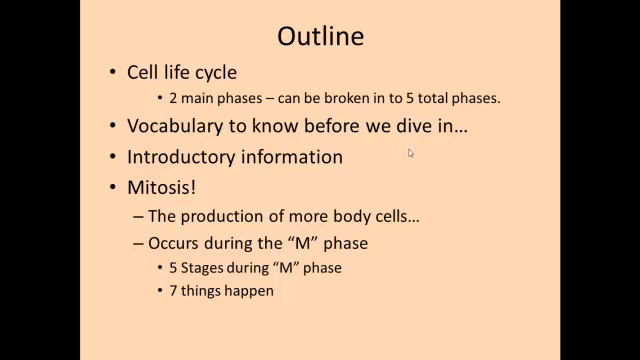 Outline
• Cell life cycle
• 2 main phases – can be broken in to 5 total phases.
• Vocabulary to know before we dive in…
• Introductory information
• Mitosis!
– The production of more body cells…
– Occurs during the “M” phase
• 5 Stages during “M” phase
• 7 things happen